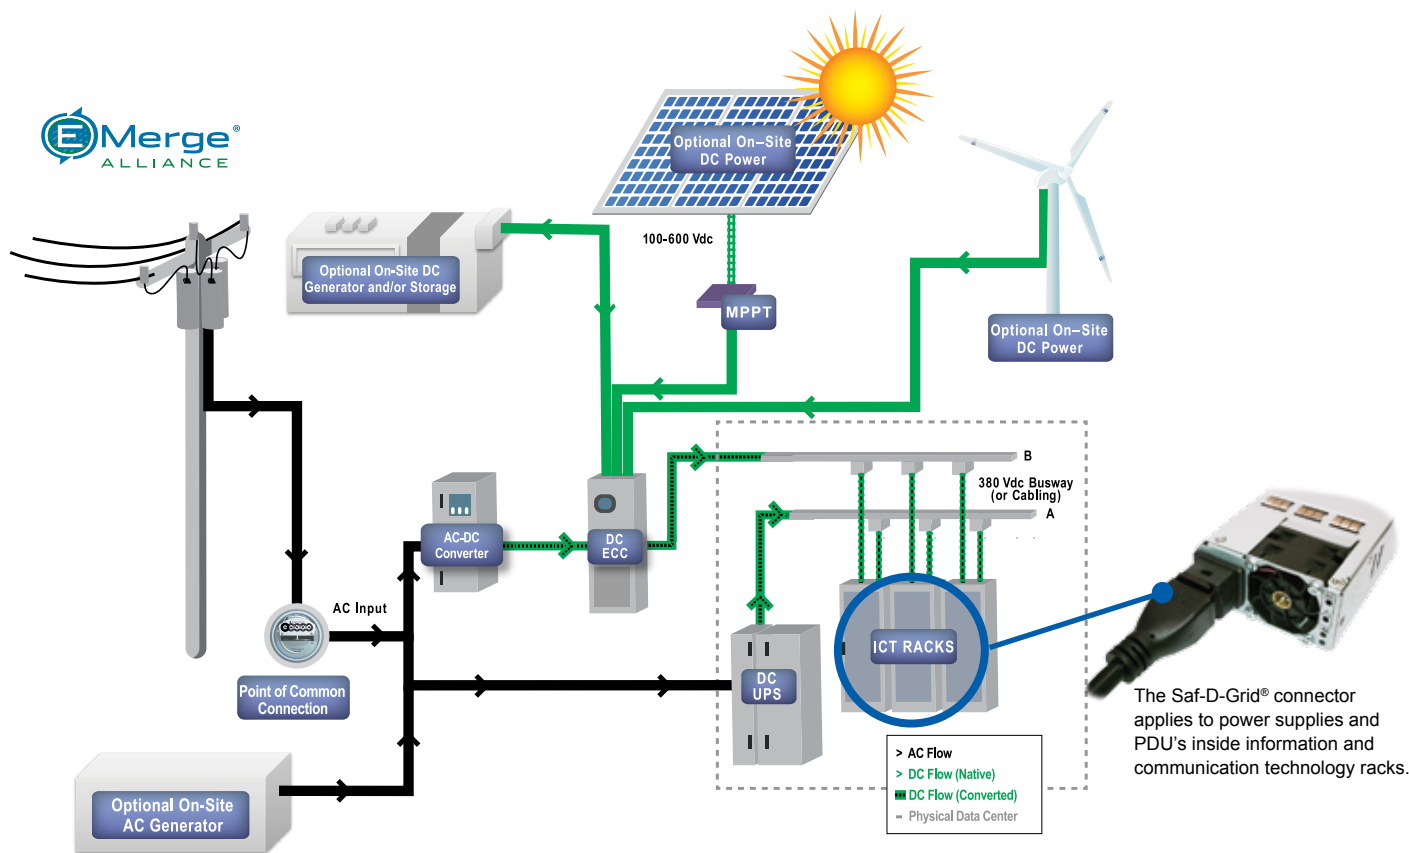 EMerge®
ALLIANCE
Optional On–Site
DC Power
100-600 Vdc
MPPT
Optional On-Site DC
Generator and/or Storage
Optional On–Site
DC Power
B
380 Vdc Busway
(or Cabling)
A
AC-DC
Converter
DC
ECC
AC Input
Point of Common
Connection
ICT RACKS
DC
UPS
The Saf-D-Grid® connector
applies to power supplies and
PDU's inside information and
communication technology racks.
> AC Flow
> DC Flow (Native)
DC Flow (Converted)
Physical Data Center
Optional On-Site
AC Generator